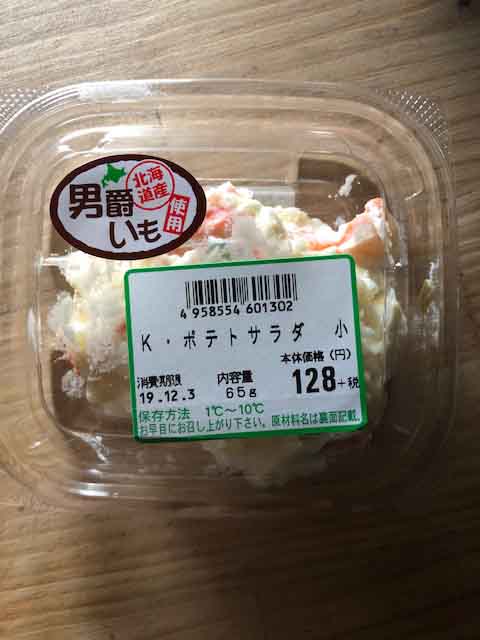 北海
道産
男爵
いも
使用
4 958554 601302
K・ポテトサラダ 小
本体価格(円)
消費期限 内容量 128+税
19.12.3 65g
保存方法 1℃~10℃
お早目にお召し上がり下さい。原材料名は裏面記載